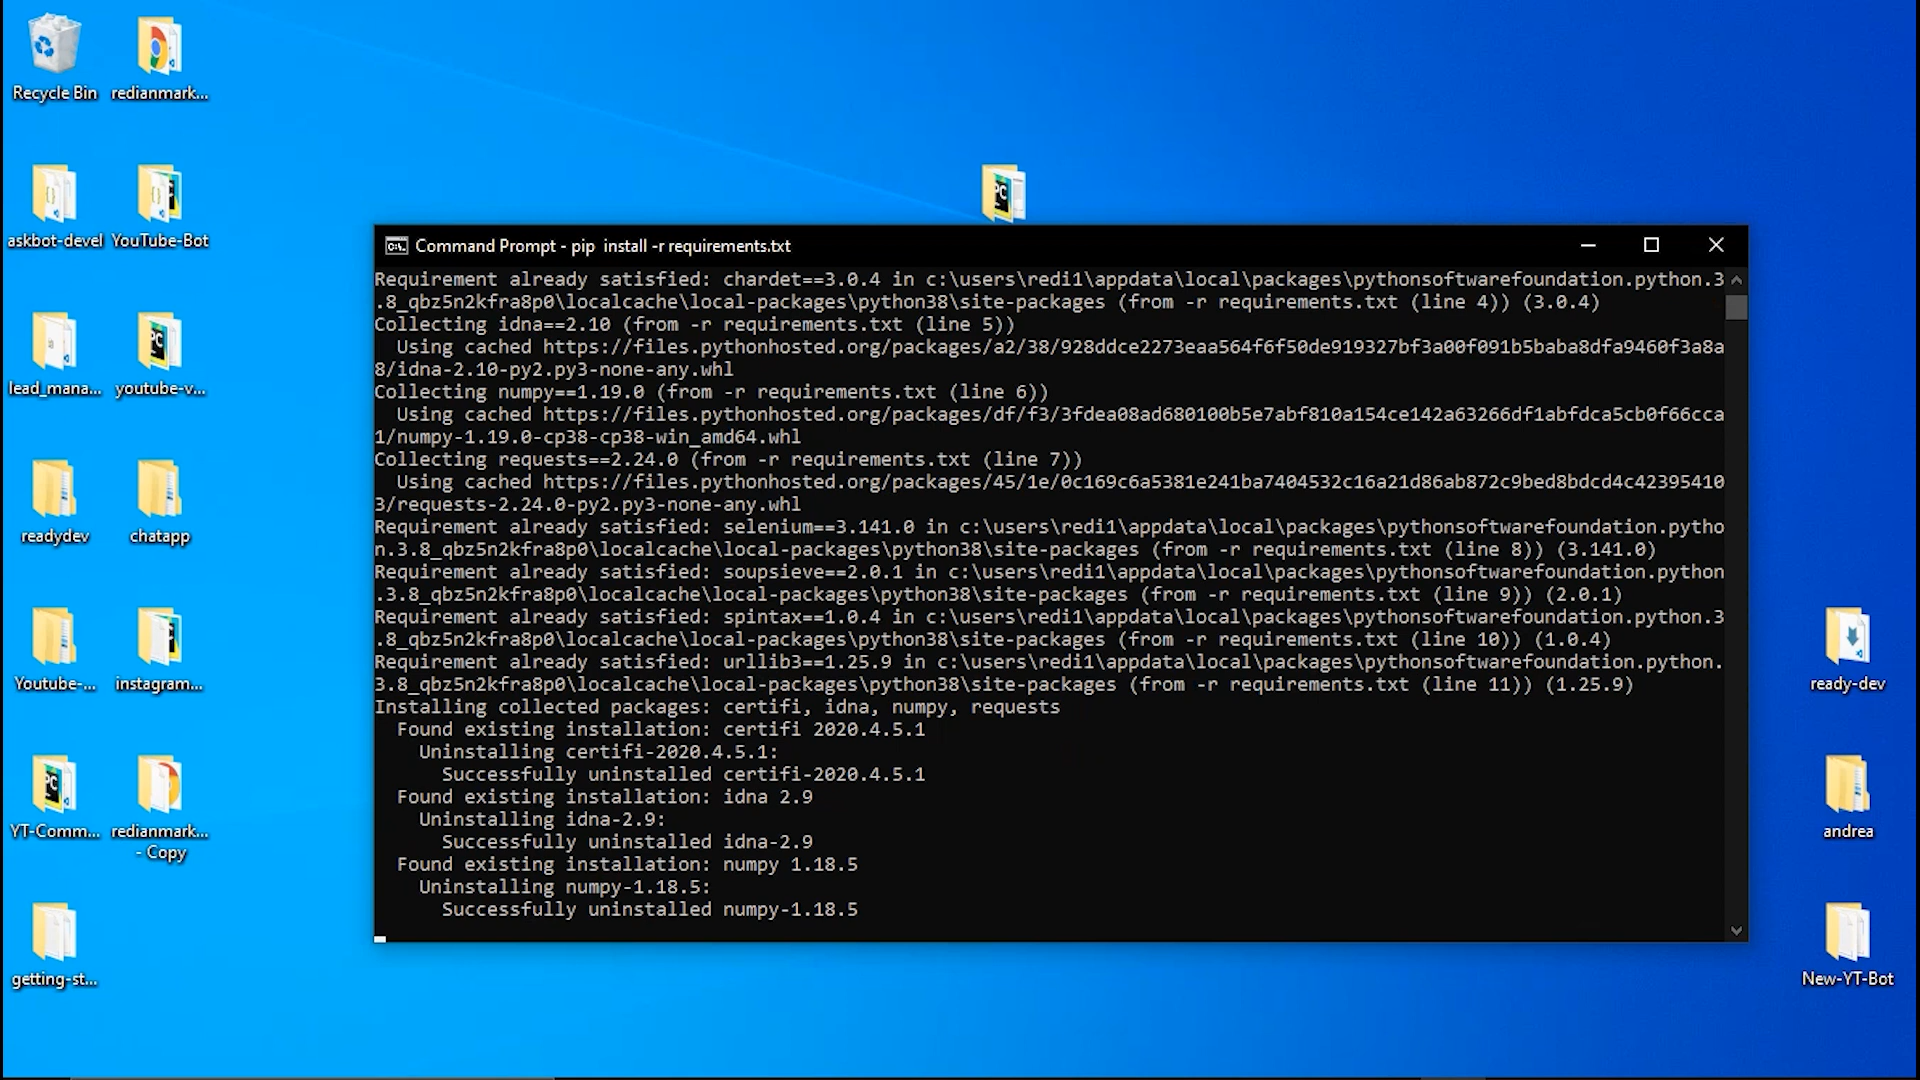 Recycle Bin
redianmark...
askbot-devel
YouTube-Bot
lead_mana...
youtube-v...
readydev
chatapp
Youtube-...
instagram...
YT-Comm...
redianmark...
- Copy
getting-st...
Command Prompt - pip  install -r requirements.txt
Requirement already satisfied: chardet==3.0.4 in c:\users\redi1\appdata\local\packages\pythonsoftwarefoundation.python.3
.8_qbz5n2kfra8p0\localcache\local-packages\python38\site-packages (from -r requirements.txt (line 4)) (3.0.4)
Collecting idna==2.10 (from -r requirements.txt (line 5))
Using cached https://files.pythonhosted.org/packages/a2/38/928ddce2273eaa564f6f50de919327bf3a00f091b5baba8dfa9460f3a8a
8/idna-2.10-py2.py3-none-any.whl
Collecting numpy==1.19.0 (from -r requirements.txt (line 6))
Using cached https://files.pythonhosted.org/packages/df/f3/3fdea08ad680100b5e7abf810a154ce142a63266df1abfdca5cb0f66cca
1/numpy-1.19.0-cp38-cp38-win_amd64.whl
Collecting requests==2.24.0 (from -r requirements.txt (line 7))
Using cached https://files.pythonhosted.org/packages/45/1e/0c169c6a5381e241ba7404532c16a21d86ab872c9bed8bdcd4c42395410
3/requests-2.24.0-py2.py3-none-any.whl
Requirement already satisfied: selenium==3.141.0 in c:\users\redi1\appdata\local\packages\pythonsoftwarefoundation.pytho
n.3.8_qbz5n2kfra8p0\localcache\local-packages\python38\site-packages (from -r requirements.txt (line 8)) (3.141.0)
Requirement already satisfied: soupsieve==2.0.1 in c:\users\redi1\appdata\local\packages\pythonsoftwarefoundation.python
.3.8_qbz5n2kfra8p0\localcache\local-packages\python38\site-packages (from -r requirements.txt (line 9)) (2.0.1)
Requirement already satisfied: spintax==1.0.4 in c:\users\redi1\appdata\local\packages\pythonsoftwarefoundation.python.3
.8_qbz5n2kfra8p0\localcache\local-packages\python38\site-packages (from -r requirements.txt (line 10)) (1.0.4)
Requirement already satisfied: urllib3==1.25.9 in c:\users\redi1\appdata\local\packages\pythonsoftwarefoundation.python.
3.8_qbz5n2kfra8p0\localcache\local-packages\python38\site-packages (from -r requirements.txt (line 11)) (1.25.9)
Installing collected packages: certifi, idna, numpy, requests
Found existing installation: certifi 2020.4.5.1
Uninstalling certifi-2020.4.5.1:
Successfully uninstalled certifi-2020.4.5.1
Found existing installation: idna 2.9
Uninstalling idna-2.9:
Successfully uninstalled idna-2.9
Found existing installation: numpy 1.18.5
Uninstalling numpy-1.18.5:
Successfully uninstalled numpy-1.18.5
ready-dev
andrea
New-YT-Bot